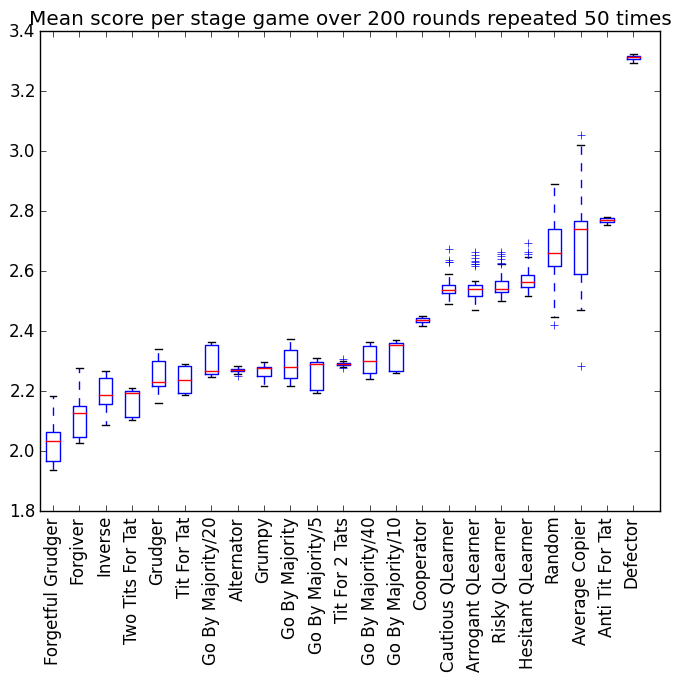 Mean score per stage game over 200 rounds repeated 50 times
3.4
3.2
3.0
2.8
2.6
2.4
2.2
2.0
1.8
Forgetful Grudger
Forgiver
Inverse
Two Tits For Tat
Grudger
Tit For Tat
Go By Majority/20
Alternator
Grumpy
Go By Majority
Go By Majority/5
Tit For 2 Tats
Go By Majority/40
Go By Majority/10
Cooperator
Cautious QLearner
Arrogant QLearner
Risky QLearner
Hesitant QLearner
Random
Average Copier
Anti Tit For Tat
Defector